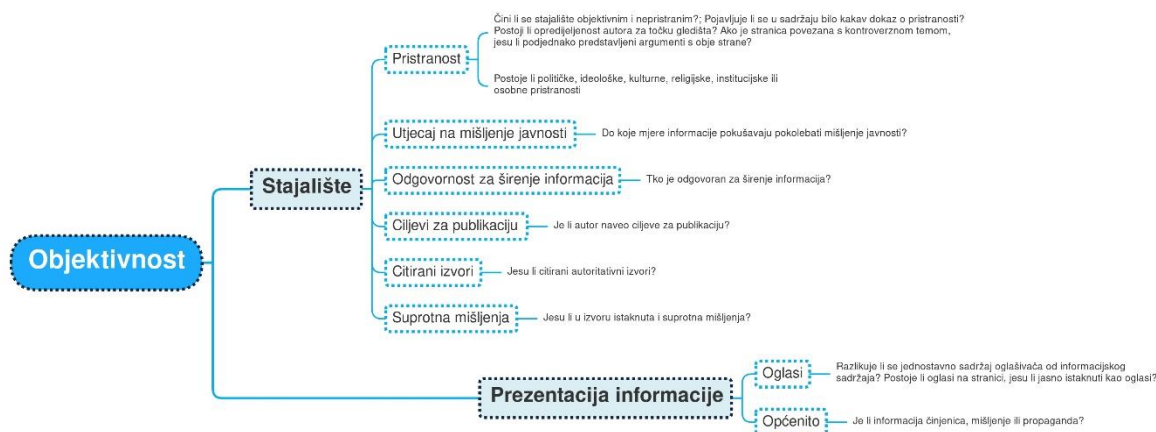 Objektivnost
Stajalište
Pristranost
Čini li se stajalište objektivnim i nepristranim?; Pojavljuje li se u sadržaju bilo kakav dokaz o pristranosti?
Postoji li opredijeljenost autora za točku gledišta? Ako je stranica povezana s kontroverznom temom,
jesu li podjednako predstavljeni argumenti s obje strane?
Postoje li političke, ideološke, kulturne, religijske, institucijske ili
osobne pristranosti
Utjecaj na mišljenje javnosti
Do koje mjere informacije pokušavaju pokolebati mišljenje javnosti?
Odgovornost za širenje informacija
Tko je odgovoran za širenje informacija?
Ciljevi za publikaciju
Je li autor naveo ciljeve za publikaciju?
Citirani izvori
Jesu li citirani autoritativni izvori?
Suprotna mišljenja
Jesu li u izvoru istaknuta i suprotna mišljenja?
Prezentacija informacije
Oglasi
Razlikuje li se jednostavno sadržaj oglašivača od informacijskog
sadržaja? Postoje li oglasi na stranici, jesu li jasno istaknuti kao oglasi?
Općenito
Je li informacija činjenica, mišljenje ili propaganda?